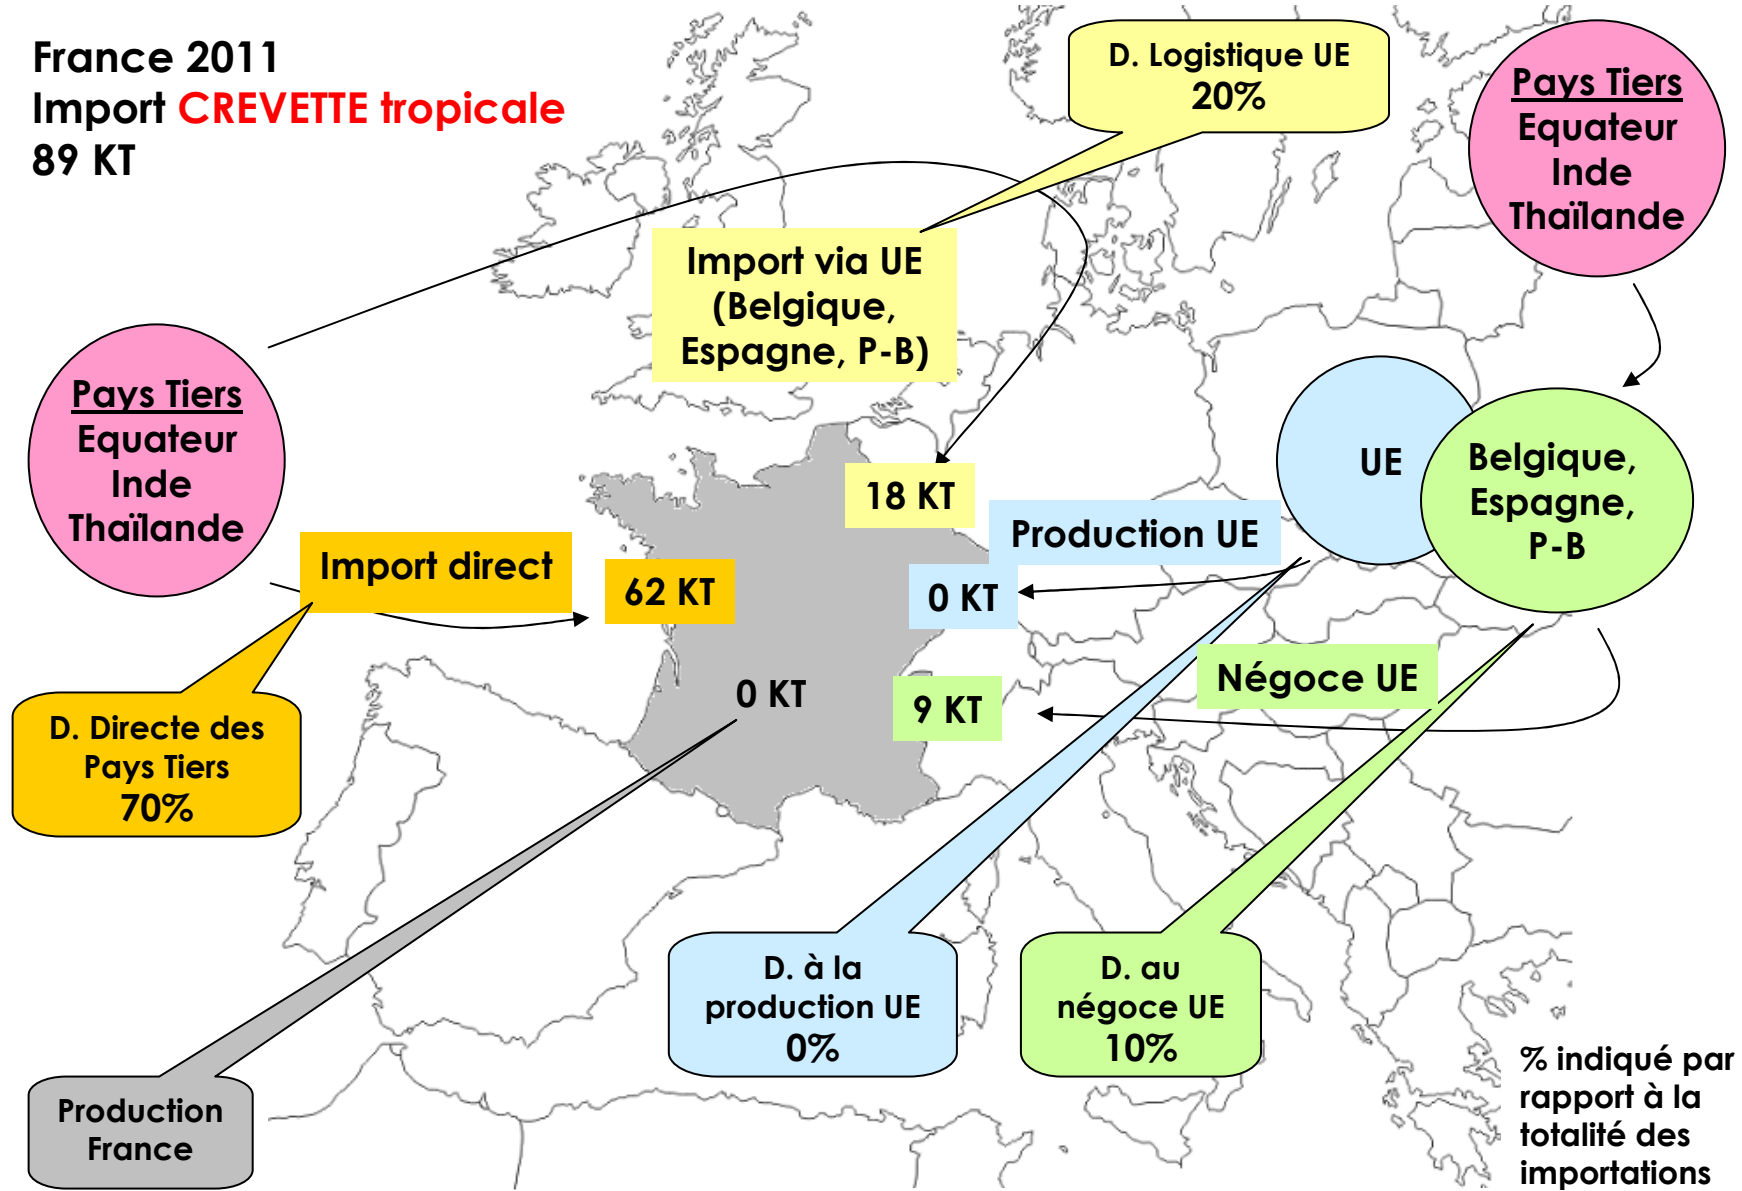 France 2011
Import CREVETTE tropicale
89 KT
D. Logistique UE
20%
Pays Tiers
Equateur
Inde
Thaïlande
Import via UE
(Belgique,
Espagne, P-B)
Pays Tiers
Equateur
Inde
Thaïlande
UE
Belgique,
Espagne,
P-B
18 KT
Production UE
Import direct
62 KT
0 KT
Négoce UE
0 KT
9 KT
D. Directe des
Pays Tiers
70%
D. à la
production UE
0%
D. au
négoce UE
10%
Production
France
% indiqué par
rapport à la
totalité des
importations